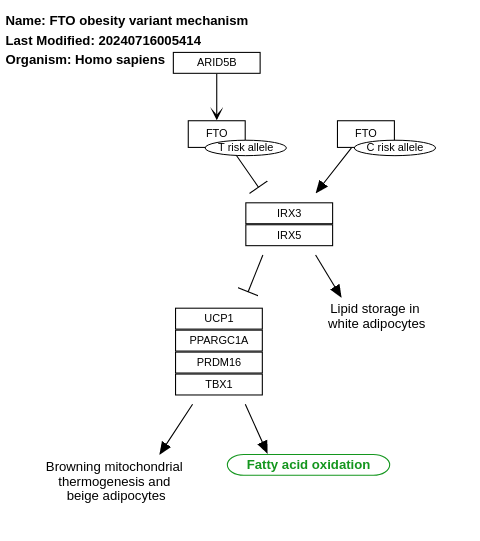 Name: FTO obesity variant mechanism
Last Modified: 20240716005414
Organism: Homo sapiens
ARID5B
FTO
T risk allele
FTO
C risk allele
IRX3
IRX5
Lipid storage in
white adipocytes
UCP1
PPARGC1A
PRDM16
TBX1
Browning mitochondrial
thermogenesis and
beige adipocytes
Fatty acid oxidation